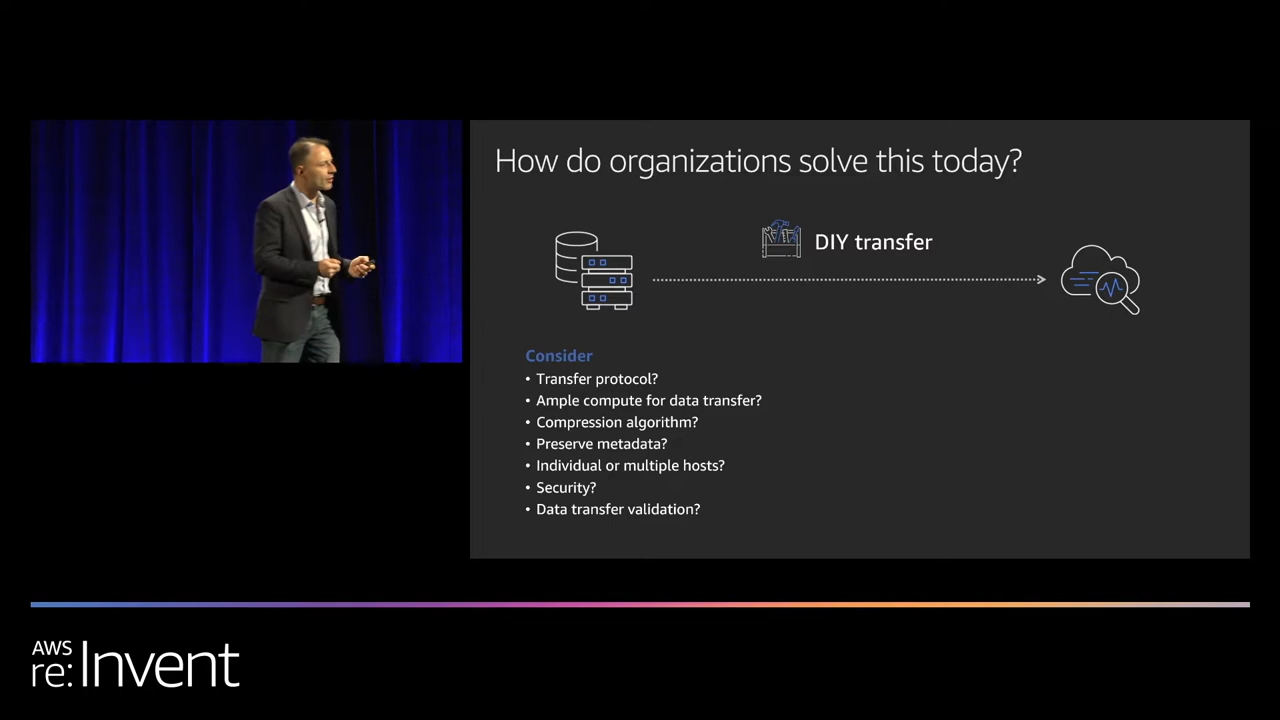 How do organizations solve this today?
DIY transfer
Consider
• Transfer protocol?
• Ample compute for data transfer?
• Compression algorithm?
• Preserve metadata?
• Individual or multiple hosts?
• Security?
• Data transfer validation?
AWS
re:Invent